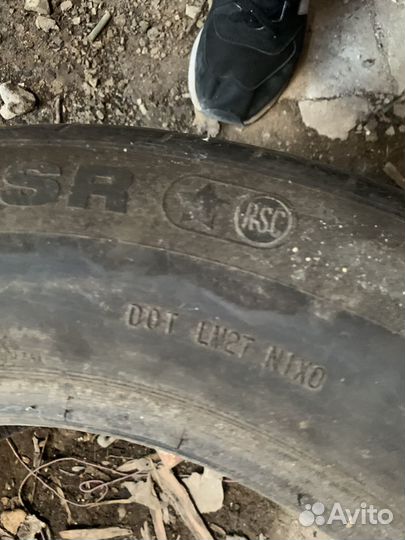 SR RSC
DOT LN2T N1X0
Avito